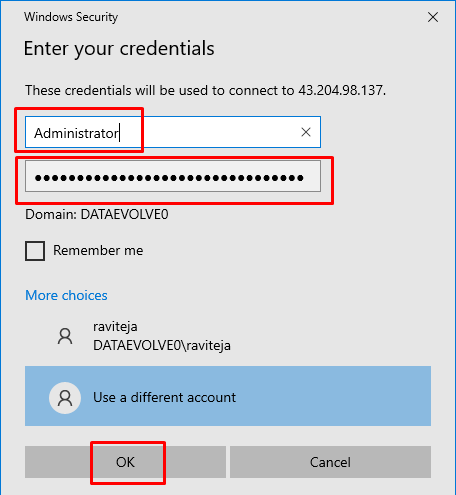 Windows Security
Enter your credentials
These credentials will be used to connect to 43.204.98.137.
Administrator
••••••••••••••••••••••••••••••••
Domain: DATAEVOLVE0
Remember me
More choices
raviteja
DATAEVOLVE0\raviteja
Use a different account
OK
Cancel